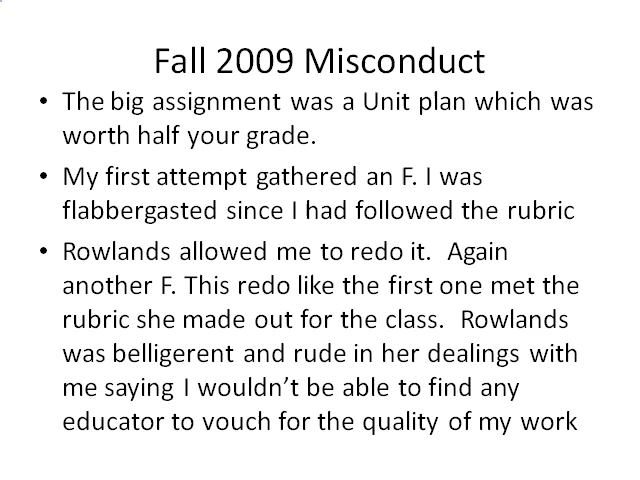 Fall 2009 Misconduct
• The big assignment was a Unit plan which was
worth half your grade.
• My first attempt gathered an F. I was
flabbergasted since I had followed the rubric
• Rowlands allowed me to redo it.  Again
another F. This redo like the first one met the
rubric she made out for the class.  Rowlands
was belligerent and rude in her dealings with
me saying I wouldn’t be able to find any
educator to vouch for the quality of my work